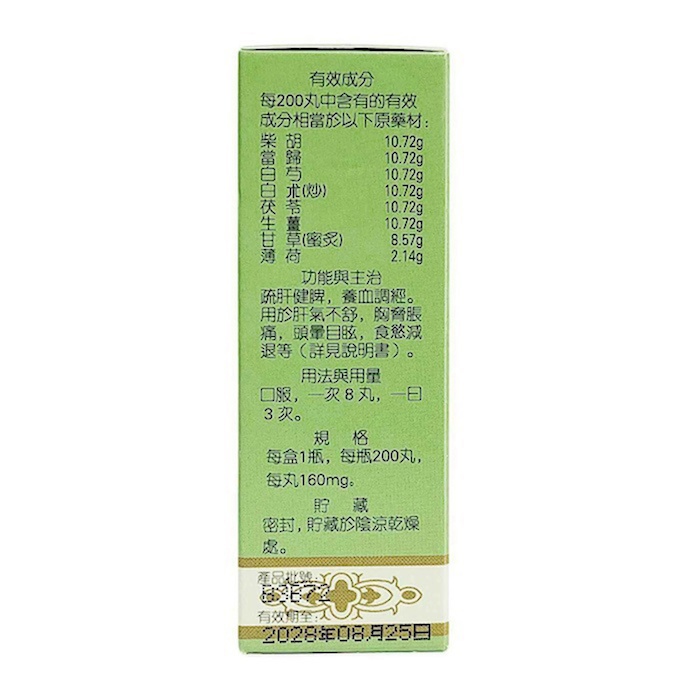 有效成分
每200丸中含有的有效
成分相當於以下原藥材：
柴胡 10.72g
當歸 10.72g
白芍 10.72g
白朮(炒) 10.72g
茯苓 10.72g
生薑 10.72g
甘草(蜜炙) 8.57g
薄荷 2.14g
功能與主治
疏肝健脾，養血調經。
用於肝氣不舒，胸脅脹
痛，頭暈目眩，食慾減
退等（詳見說明書）。
用法與用量
口服，一次8丸，一日
3次。
規格
每盒1瓶，每瓶200丸，
每丸160mg。
貯藏
密封，貯藏於陰涼乾燥
處。
產品批號：
有效期至：
2028年08月25日